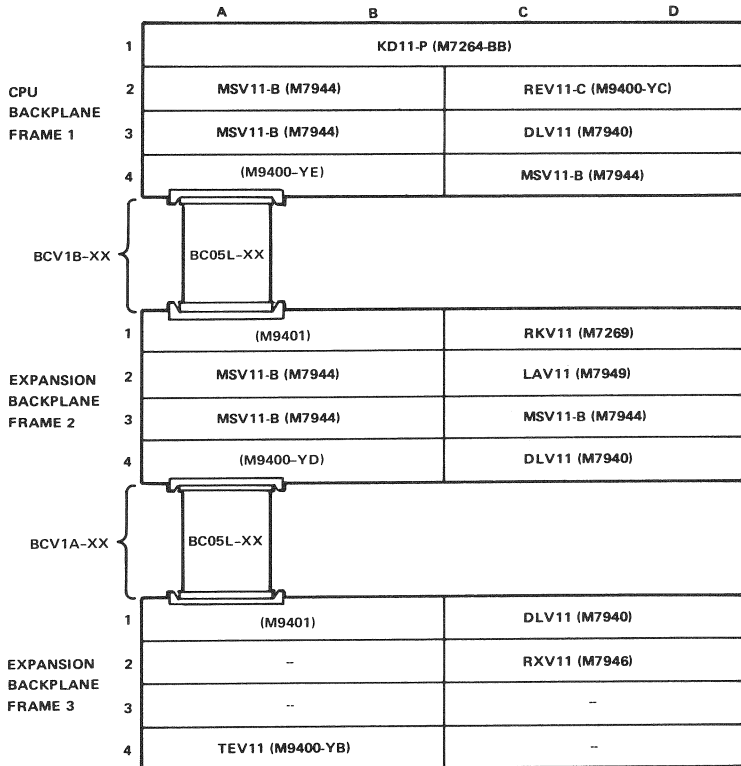 A B C D
1 KD11-P (M7264-BB)
CPU BACKPLANE FRAME 1
2 MSV11-B (M7944) REV11-C (M9400-YC)
3 MSV11-B (M7944) DLV11 (M7940)
4 (M9400-YE) MSV11-B (M7944)
BCV1B-XX BC05L-XX
1 (M9401) RKV11 (M7269)
EXPANSION BACKPLANE FRAME 2
2 MSV11-B (M7944) LAV11 (M7949)
3 MSV11-B (M7944) MSV11-B (M7944)
4 (M9400-YD) DLV11 (M7940)
BCV1A-XX BC05L-XX
1 (M9401) DLV11 (M7940)
EXPANSION BACKPLANE FRAME 3
2 -- RXV11 (M7946)
3 -- --
4 TEV11 (M9400-YB) --